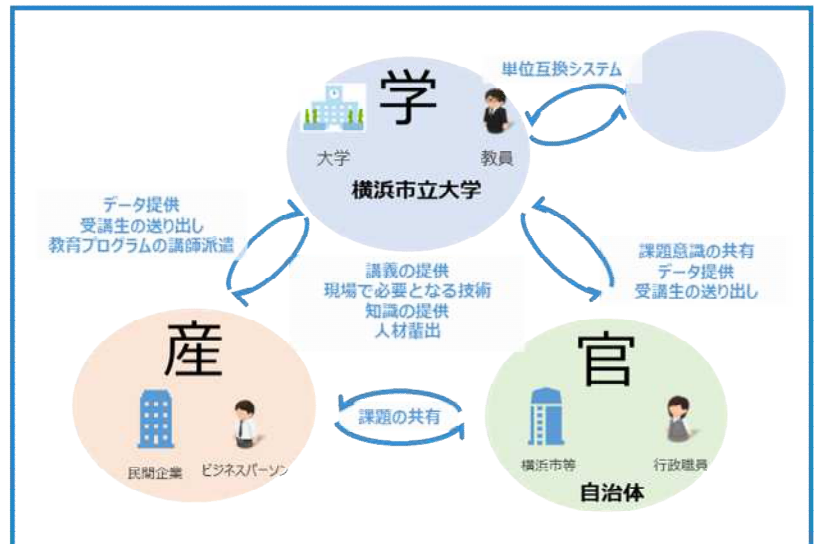 単位互換システム
学
大学
教員
横浜市立大学
データ提供
受講生の送り出し
教育プログラムの講師派遣
講義の提供
現場で必要となる技術
知識の提供
人材輩出
課題意識の共有
データ提供
受講生の送り出し
産
民間企業
ビジネスパーソン
課題の共有
官
横浜市等
行政職員
自治体